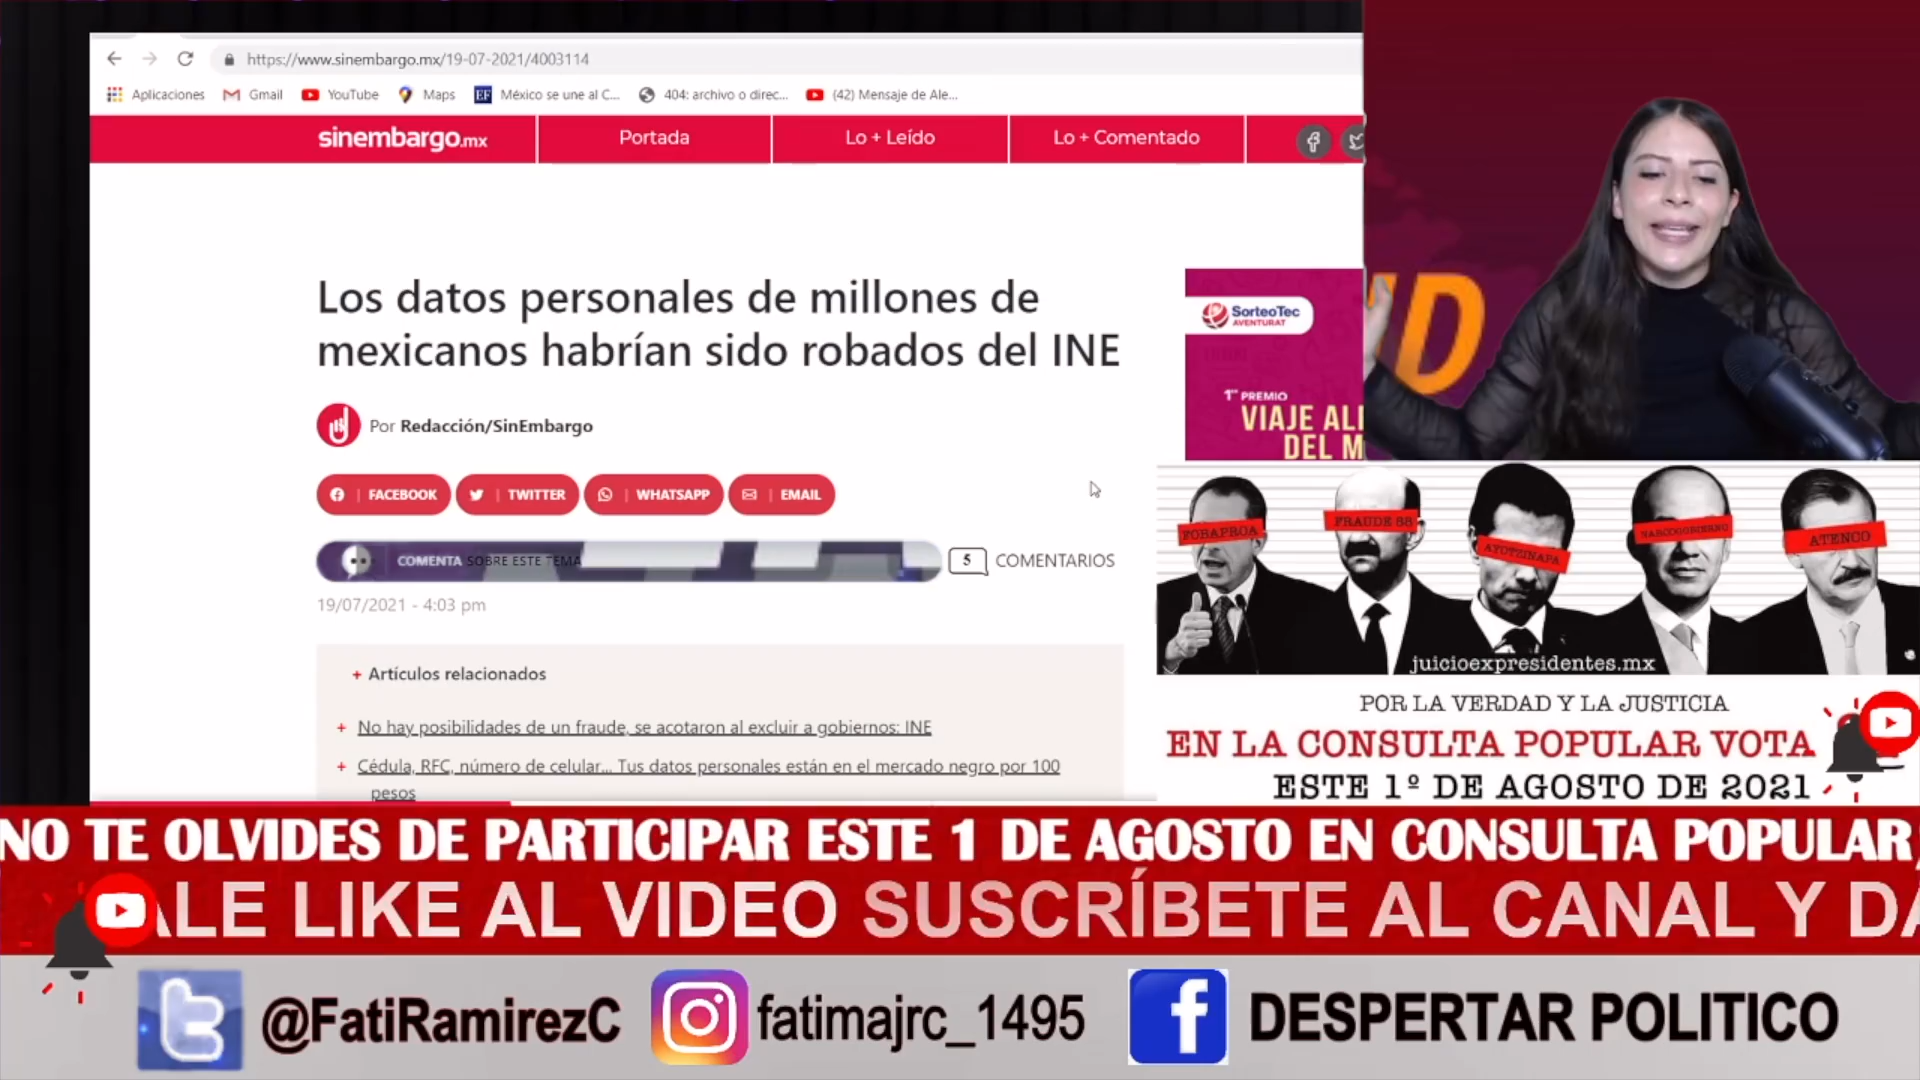 https://www.sinembargo.mx/19-07-2021/4003114
Aplicaciones
Gmail
YouTube
Maps
EF México se une al C...
404: archivo o direc...
(42) Mensaje de Ale...
sinembargo.mx
Portada
Lo + Leído
Lo + Comentado
Los datos personales de millones de
mexicanos habrían sido robados del INE
Por Redacción/SinEmbargo
FACEBOOK
TWITTER
WHATSAPP
EMAIL
COMENTA SOBRE ESTE TEMA
5 COMENTARIOS
19/07/2021 - 4:03 pm
+ Artículos relacionados
+ No hay posibilidades de un fraude, se acotaron al excluir a gobiernos: INE
+ Cédula, RFC, número de celular... Tus datos personales están en el mercado negro por 100
pesos
SorteoTec
AVENTURAT
1er PREMIO
VIAJE AL
DEL M
D
FOBAPROA
FRAUDE 88
AYOTZINAPA
NARCOGOBIERNO
ATENCO
juicioexpresidentes.mx
POR LA VERDAD Y LA JUSTICIA
EN LA CONSULTA POPULAR VOTA
ESTE 1º DE AGOSTO DE 2021
NO TE OLVIDES DE PARTICIPAR ESTE 1 DE AGOSTO EN CONSULTA POPULAR,
ALE LIKE AL VIDEO SUSCRÍBETE AL CANAL Y DA
@FatiRamirezC
fatimajrc_1495
DESPERTAR POLITICO